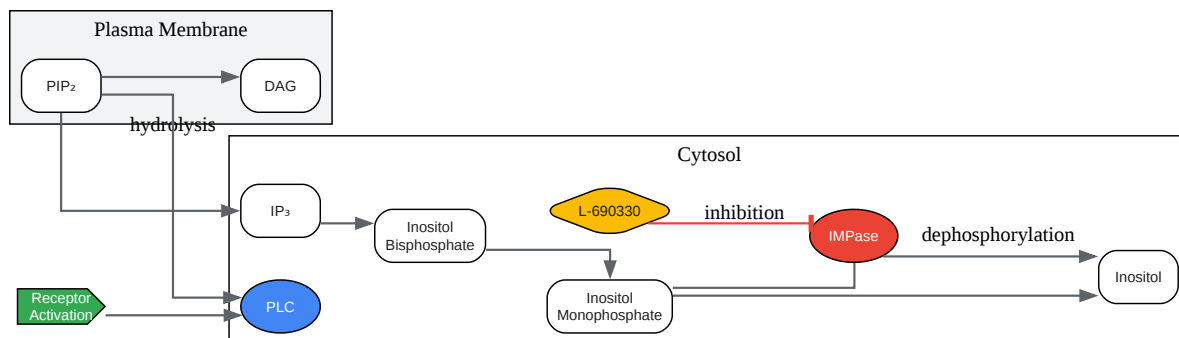 Plasma Membrane
PIP₂
DAG
hydrolysis
Cytosol
IP₃
Inositol
Bisphosphate
L-690330
inhibition
IMPase
dephosphorylation
Inositol
Receptor
Activation
PLC
Inositol
Monophosphate